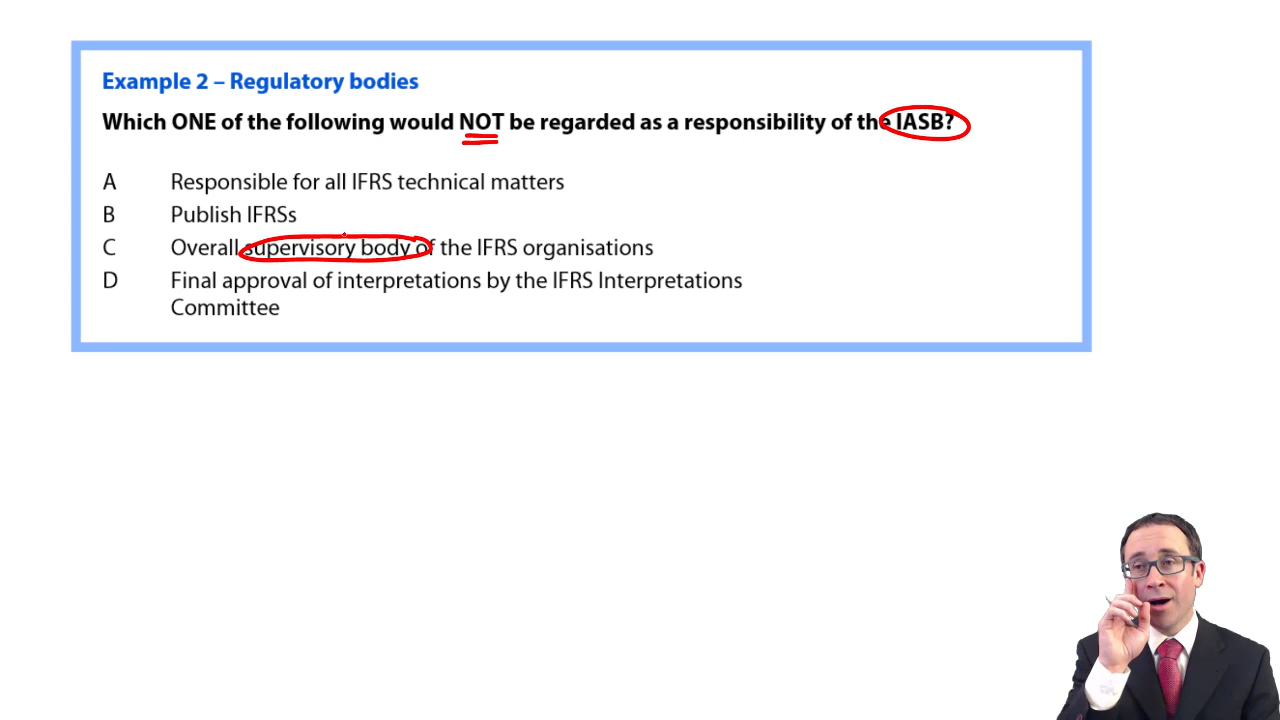 Example 2 – Regulatory bodies
Which ONE of the following would NOT be regarded as a responsibility of the IASB?
A Responsible for all IFRS technical matters
B Publish IFRSs
C Overall supervisory body of the IFRS organisations
D Final approval of interpretations by the IFRS Interpretations
Committee